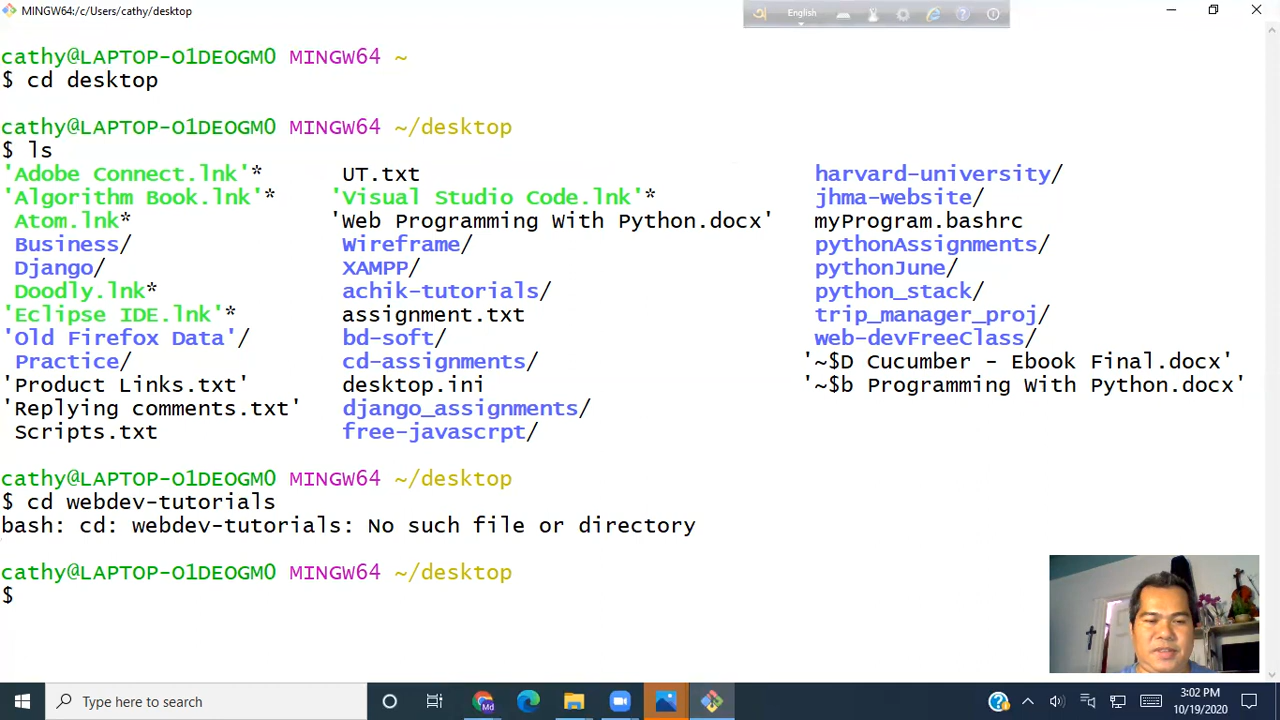 MINGW64:/c/Users/cathy/desktop
English
cathy@LAPTOP-O1DEOGM0 MINGW64 ~
$ cd desktop
cathy@LAPTOP-O1DEOGM0 MINGW64 ~/desktop
$ ls
'Adobe Connect.lnk'* UT.txt harvard-university/
'Algorithm Book.lnk'* 'Visual Studio Code.lnk'* jhma-website/
Atom.lnk* 'Web Programming With Python.docx' myProgram.bashrc
Business/ Wireframe/ pythonAssignments/
Django/ XAMPP/ pythonJune/
Doodly.lnk* achik-tutorials/ python_stack/
'Eclipse IDE.lnk'* assignment.txt trip_manager_proj/
'Old Firefox Data'/ bd-soft/ web-devFreeClass/
Practice/ cd-assignments/ '~$D Cucumber - Ebook Final.docx'
'Product Links.txt' desktop.ini '~$b Programming With Python.docx'
'Replying comments.txt' django_assignments/
Scripts.txt free-javascrpt/
cathy@LAPTOP-O1DEOGM0 MINGW64 ~/desktop
$ cd webdev-tutorials
bash: cd: webdev-tutorials: No such file or directory
cathy@LAPTOP-O1DEOGM0 MINGW64 ~/desktop
$
Type here to search
Md
3:02 PM
10/19/2020